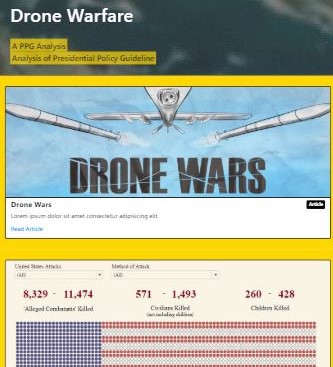 Drone Warfare
A PPG Analysis
Analysis of Presidential Policy Guideline
DRONE WARS
Drone Wars
Article
Lorem ipsum dolor sit amet consectetur adipisicing elit.
Read Article
United States Attacks Method of Attack
(All) (All)
8,329 - 11,474 571 - 1,493 260 - 428
'Alleged Combatants' Killed Civilians Killed Children Killed
(not including children)